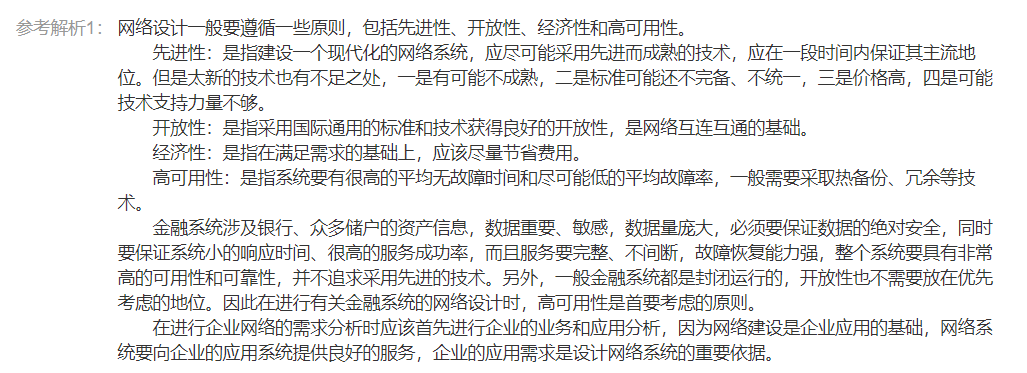 参考解析1： 网络设计一般要遵循一些原则，包括先进性、开放性、经济性和高可用性。
先进性：是指建设一个现代化的网络系统，应尽可能采用先进而成熟的技术，应在一段时间内保证其主流地
位。但是太新的技术也有不足之处，一是有可能不成熟，二是标准可能还不完备、不统一，三是价格高，四是可能
技术支持力量不够。
开放性：是指采用国际通用的标准和技术获得良好的开放性，是网络互连互通的基础。
经济性：是指在满足需求的基础上，应该尽量节省费用。
高可用性：是指系统要有很高的平均无故障时间和尽可能低的平均故障率，一般需要采取热备份、冗余等技
术。
金融系统涉及银行、众多储户的资产信息，数据重要、敏感，数据量庞大，必须要保证数据的绝对安全，同时
要保证系统小的响应时间、很高的服务成功率，而且服务要完整、不间断，故障恢复能力强，整个系统要具有非常
高的可用性和可靠性，并不追求采用先进的技术。另外，一般金融系统都是封闭运行的，开放性也不需要放在优先
考虑的地位。因此在进行有关金融系统的网络设计时，高可用性是首要考虑的原则。
在进行企业网络的需求分析时应该首先进行企业的业务和应用分析，因为网络建设是企业应用的基础，网络系
统要向企业的应用系统提供良好的服务，企业的应用需求是设计网络系统的重要依据。